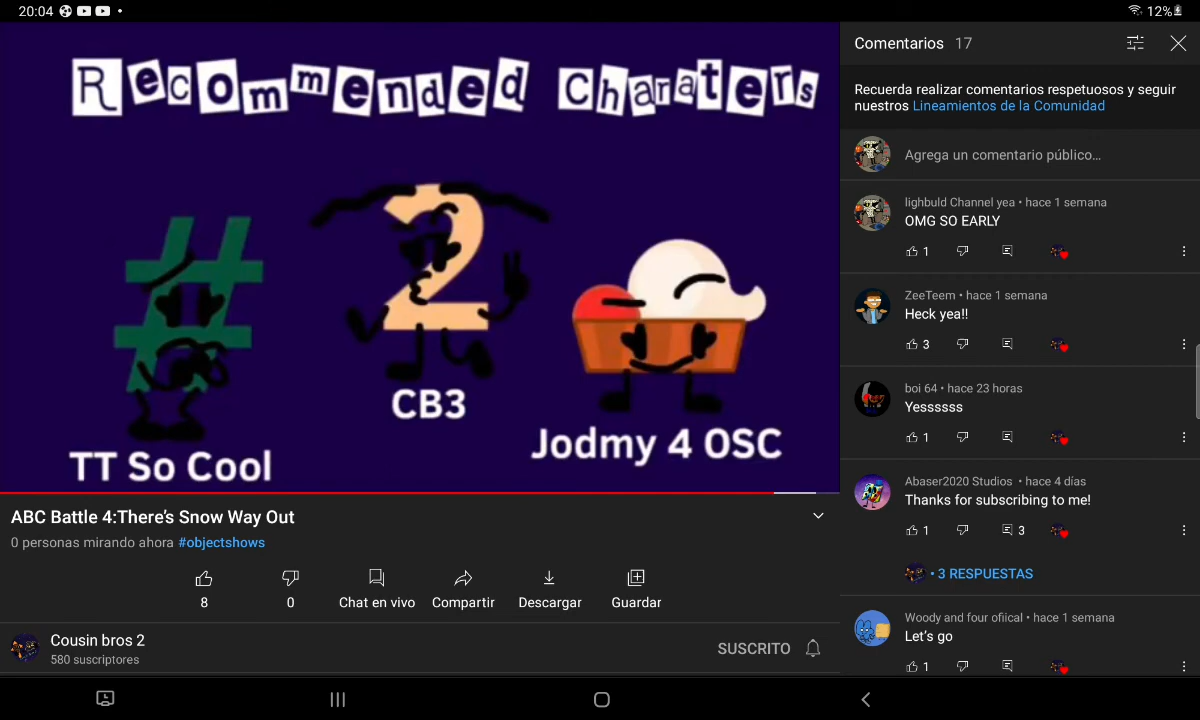 20:04
12%
Recommended Charaters
#
2
CB3
TT So Cool
Jodmy 4 OSC
ABC Battle 4:There's Snow Way Out
0 personas mirando ahora #objectshows
8
0
Chat en vivo
Compartir
Descargar
Guardar
Cousin bros 2
580 suscriptores
SUSCRITO
Comentarios 17
Recuerda realizar comentarios respetuosos y seguir
nuestros Lineamientos de la Comunidad
Agrega un comentario público...
lighbuld Channel yea • hace 1 semana
OMG SO EARLY
1
ZeeTeem • hace 1 semana
Heck yea!!
3
boi 64 • hace 23 horas
Yessssss
1
Abaser2020 Studios • hace 4 días
Thanks for subscribing to me!
1 3
• 3 RESPUESTAS
Woody and four ofiical • hace 1 semana
Let's go
1